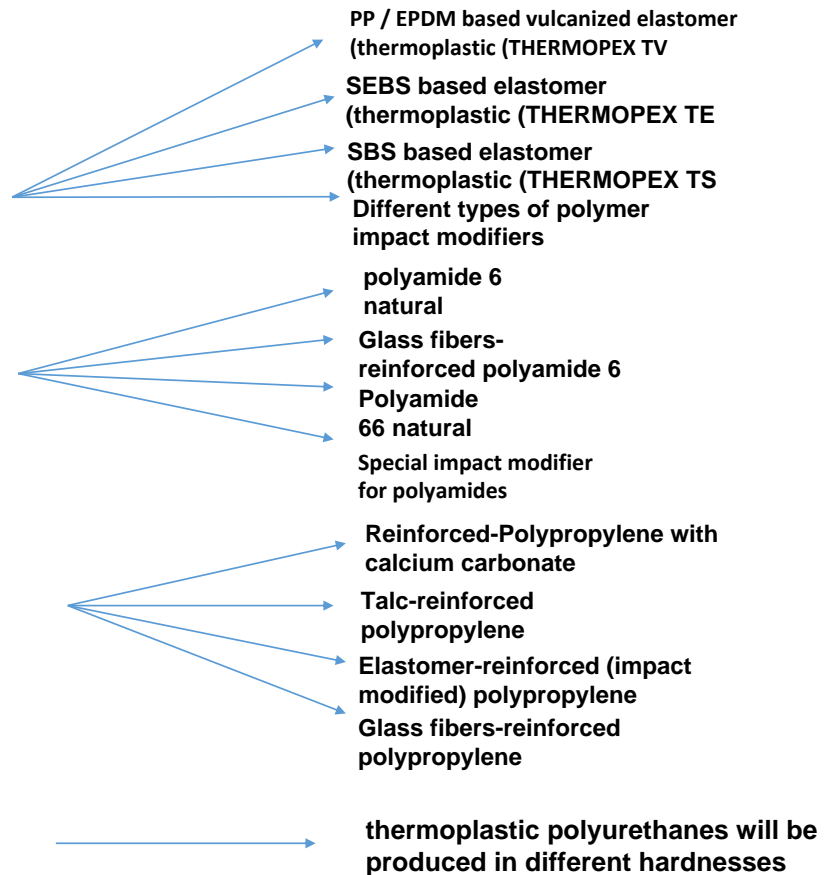 PP / EPDM based vulcanized elastomer
(thermoplastic (THERMOPEX TV
SEBS based elastomer
(thermoplastic (THERMOPEX TE
SBS based elastomer
(thermoplastic (THERMOPEX TS
Different types of polymer
impact modifiers
polyamide 6
natural
Glass fibers-
reinforced polyamide 6
Polyamide
66 natural
Special impact modifier
for polyamides
Reinforced-Polypropylene with
calcium carbonate
Talc-reinforced
polypropylene
Elastomer-reinforced (impact
modified) polypropylene
Glass fibers-reinforced
polypropylene
thermoplastic polyurethanes will be
produced in different hardnesses